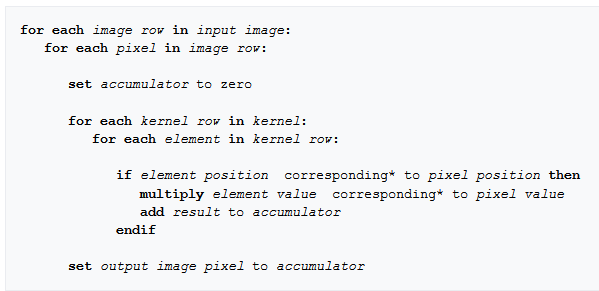 for each image row in input image:
for each pixel in image row:
set accumulator to zero
for each kernel row in kernel:
for each element in kernel row:
if element position corresponding* to pixel position then
multiply element value corresponding* to pixel value
add result to accumulator
endif
set output image pixel to accumulator